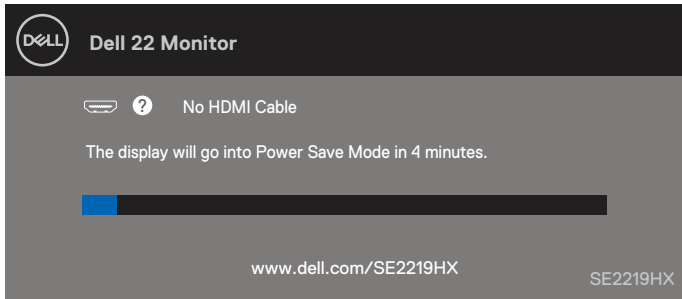 DELL
Dell 22 Monitor
? No HDMI Cable
The display will go into Power Save Mode in 4 minutes.
www.dell.com/SE2219HX
SE2219HX